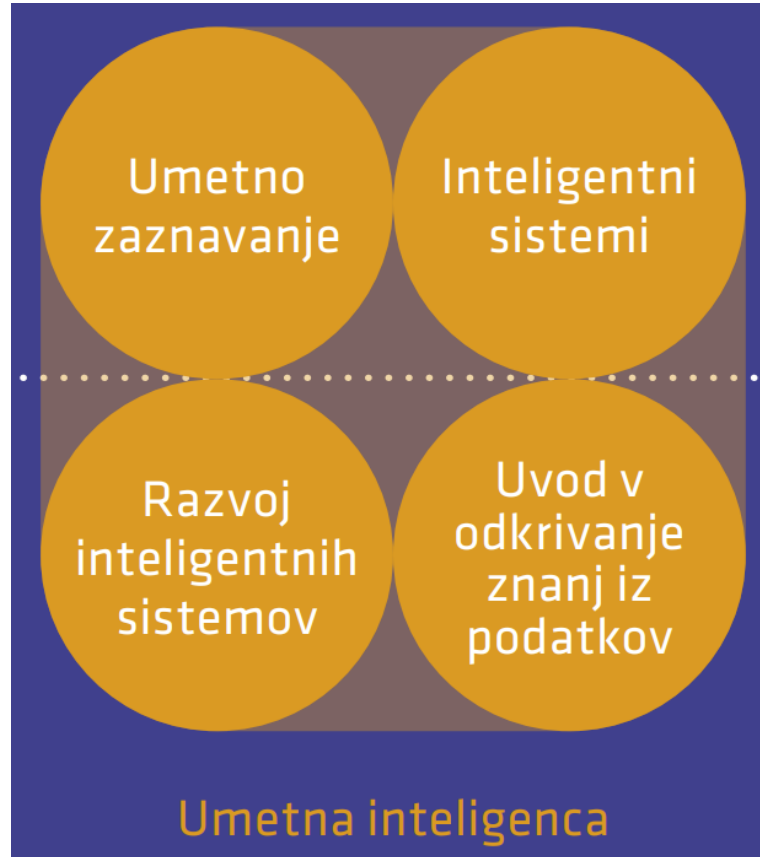 Umetno
zaznavanje
Inteligentni
sistemi
Razvoj
inteligentnih
sistemov
Uvod v
odkrivanje
znanj iz
podatkov
Umetna inteligenca